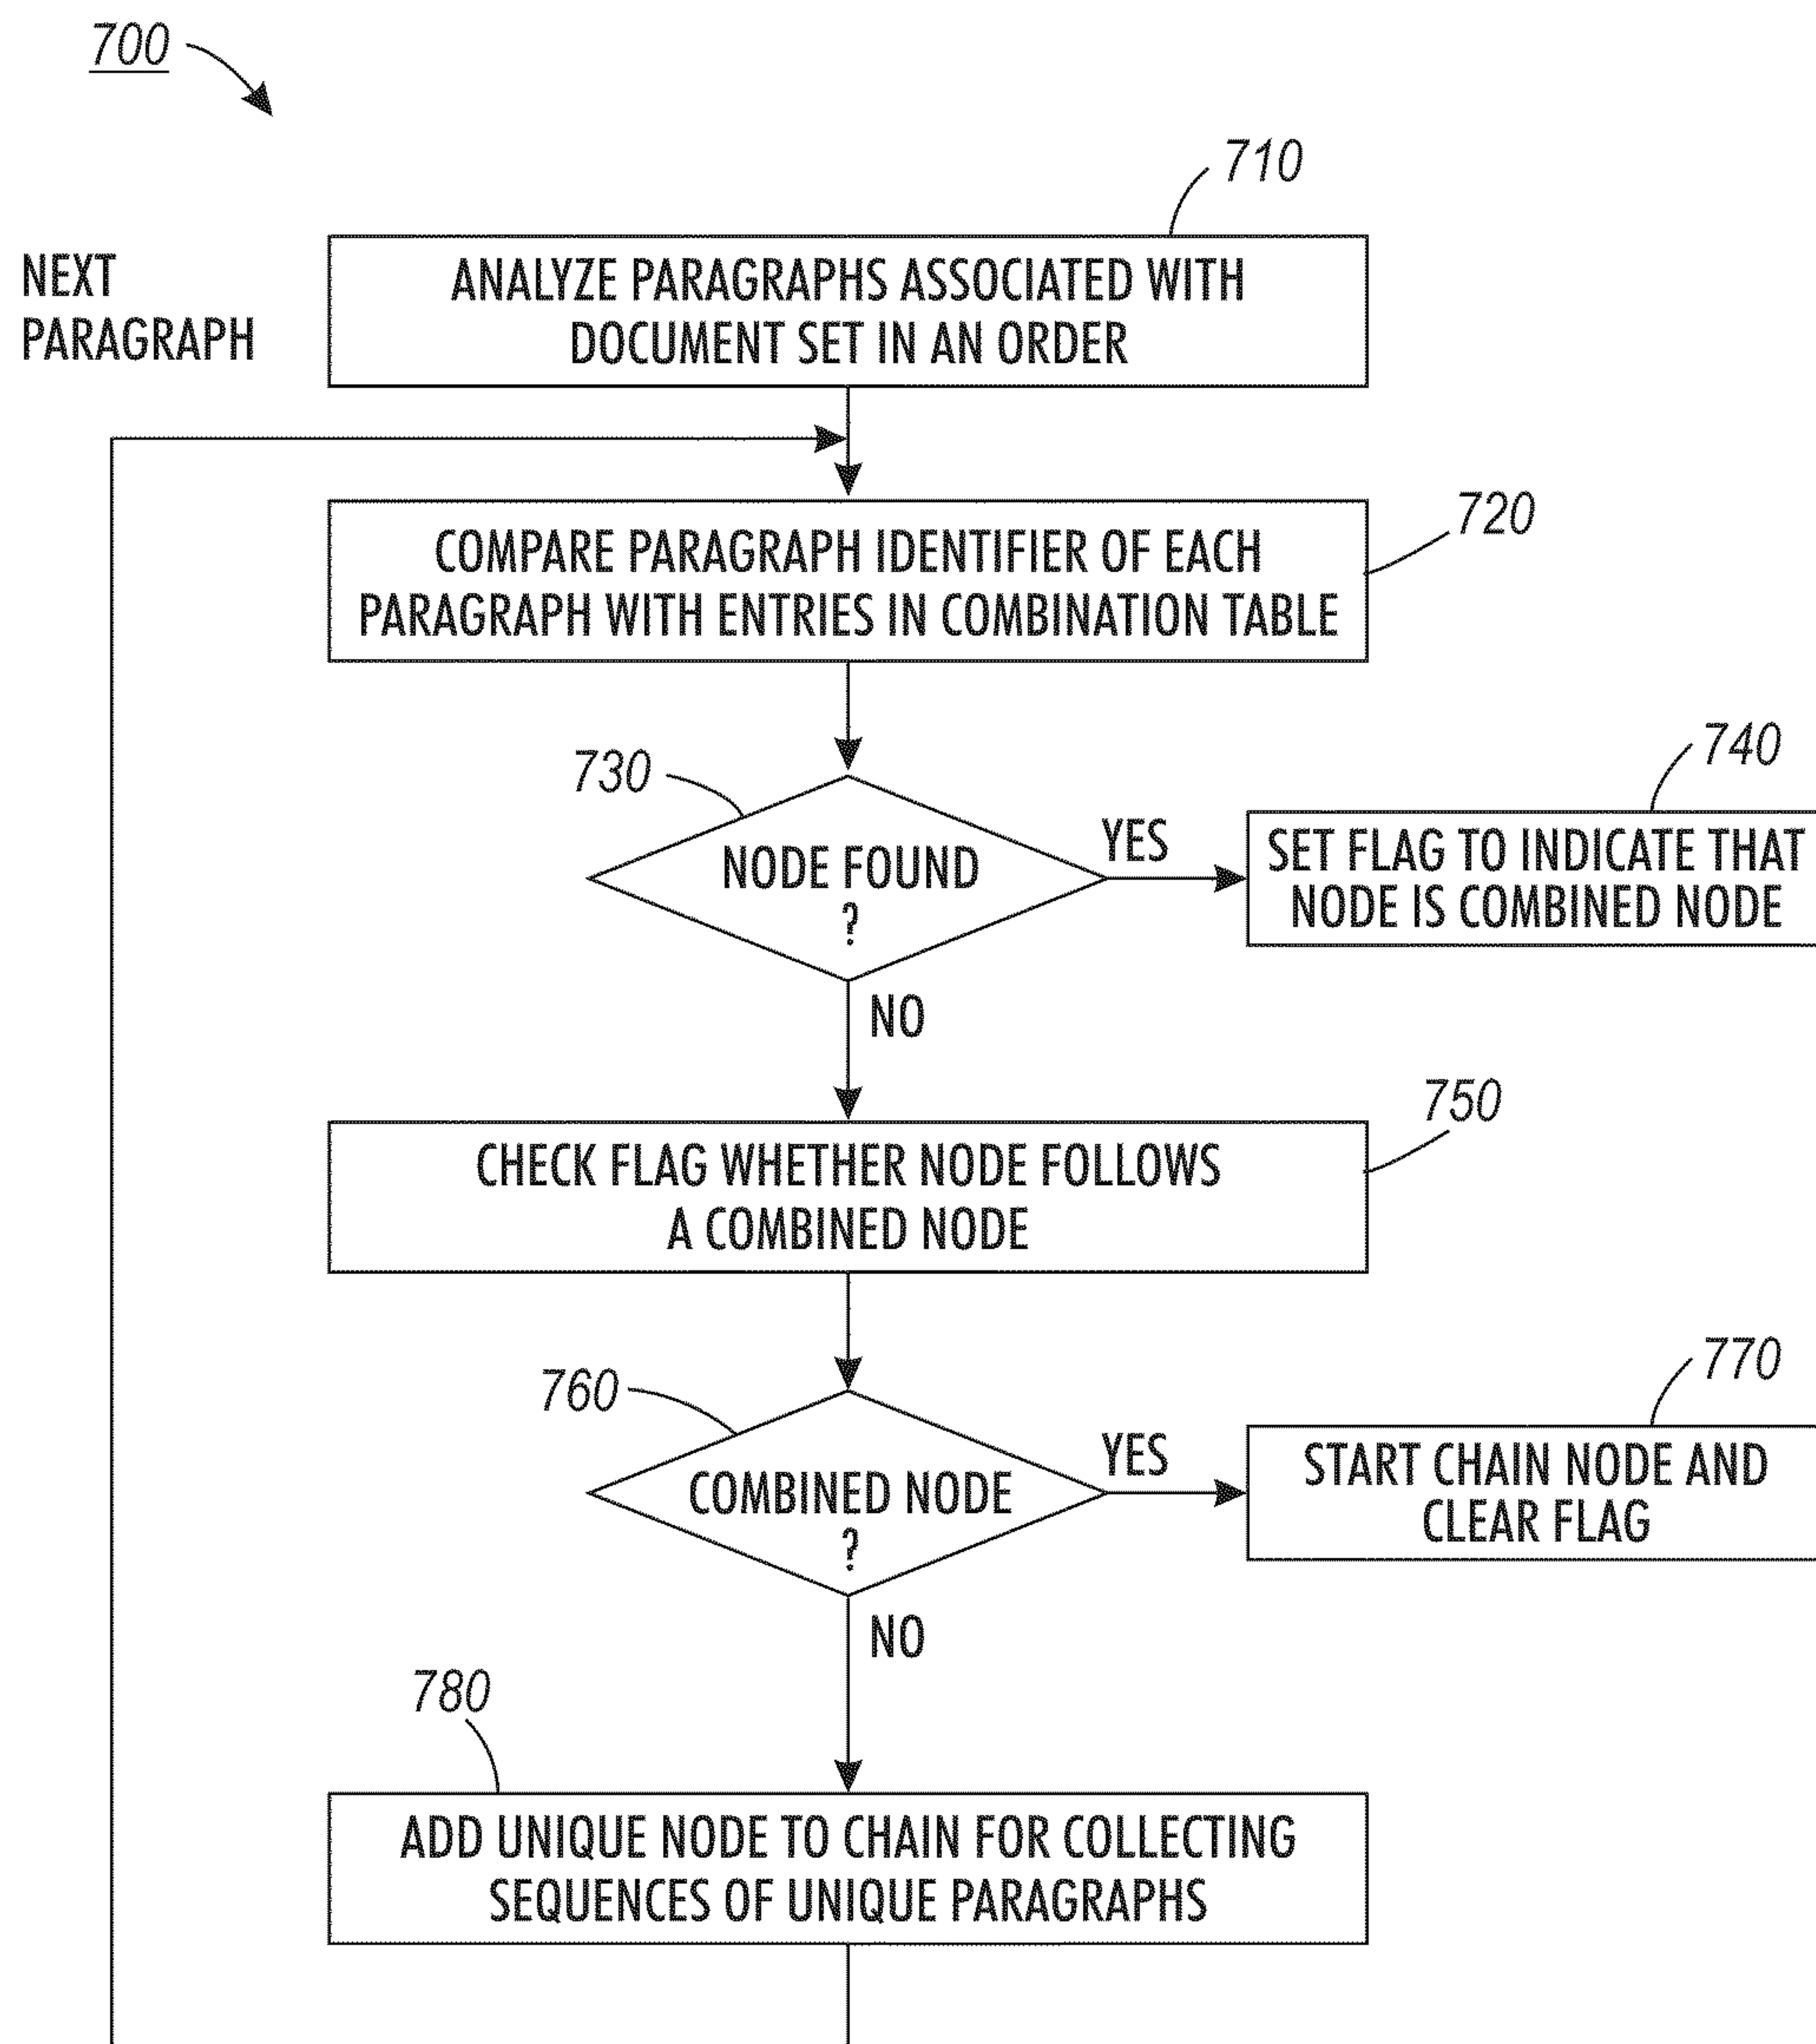 700
710
NEXT
PARAGRAPH
ANALYZE PARAGRAPHS ASSOCIATED WITH
DOCUMENT SET IN AN ORDER
720
COMPARE PARAGRAPH IDENTIFIER OF EACH
PARAGRAPH WITH ENTRIES IN COMBINATION TABLE
730
740
NODE FOUND
?
YES
SET FLAG TO INDICATE THAT
NODE IS COMBINED NODE
NO
750
CHECK FLAG WHETHER NODE FOLLOWS
A COMBINED NODE
760
770
COMBINED NODE
?
YES
START CHAIN NODE AND
CLEAR FLAG
NO
780
ADD UNIQUE NODE TO CHAIN FOR COLLECTING
SEQUENCES OF UNIQUE PARAGRAPHS